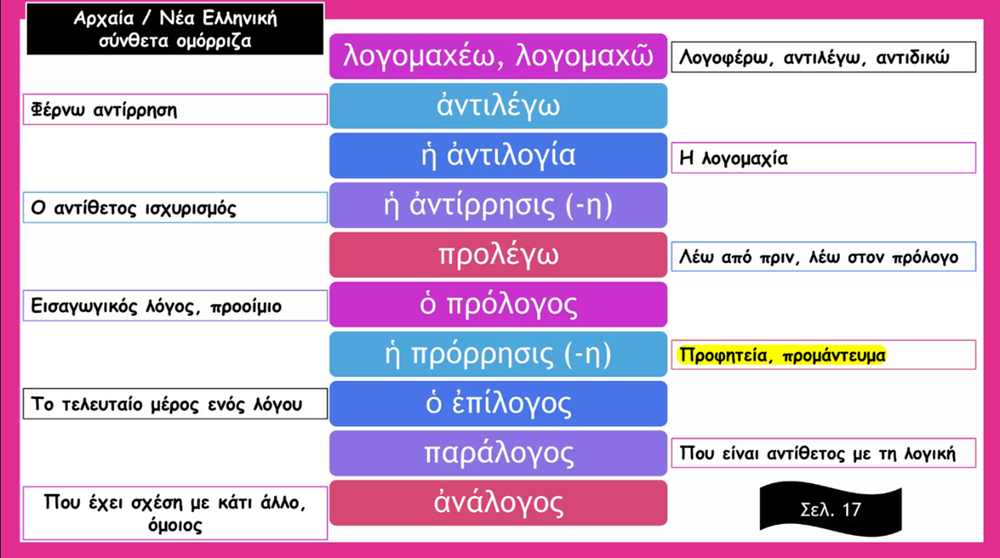 Αρχαία / Νέα Ελληνική
σύνθετα ομόρριζα
λογομαχέω, λογομαχῶ
Λογοφέρω, αντιλέγω, αντιδικώ
Φέρνω αντίρρηση
ἀντιλέγω
ἡ ἀντιλογία
Η λογομαχία
Ο αντίθετος ισχυρισμός
ἡ ἀντίρρησις (-η)
προλέγω
Λέω από πριν, λέω στον πρόλογο
Εισαγωγικός λόγος, προοίμιο
ὁ πρόλογος
ἡ πρόρρησις (-η)
Προφητεία, προμάντευμα
Το τελευταίο μέρος ενός λόγου
ὁ ἐπίλογος
παράλογος
Που είναι αντίθετος με τη λογική
Που έχει σχέση με κάτι άλλο,
όμοιος
ἀνάλογος
Σελ. 17